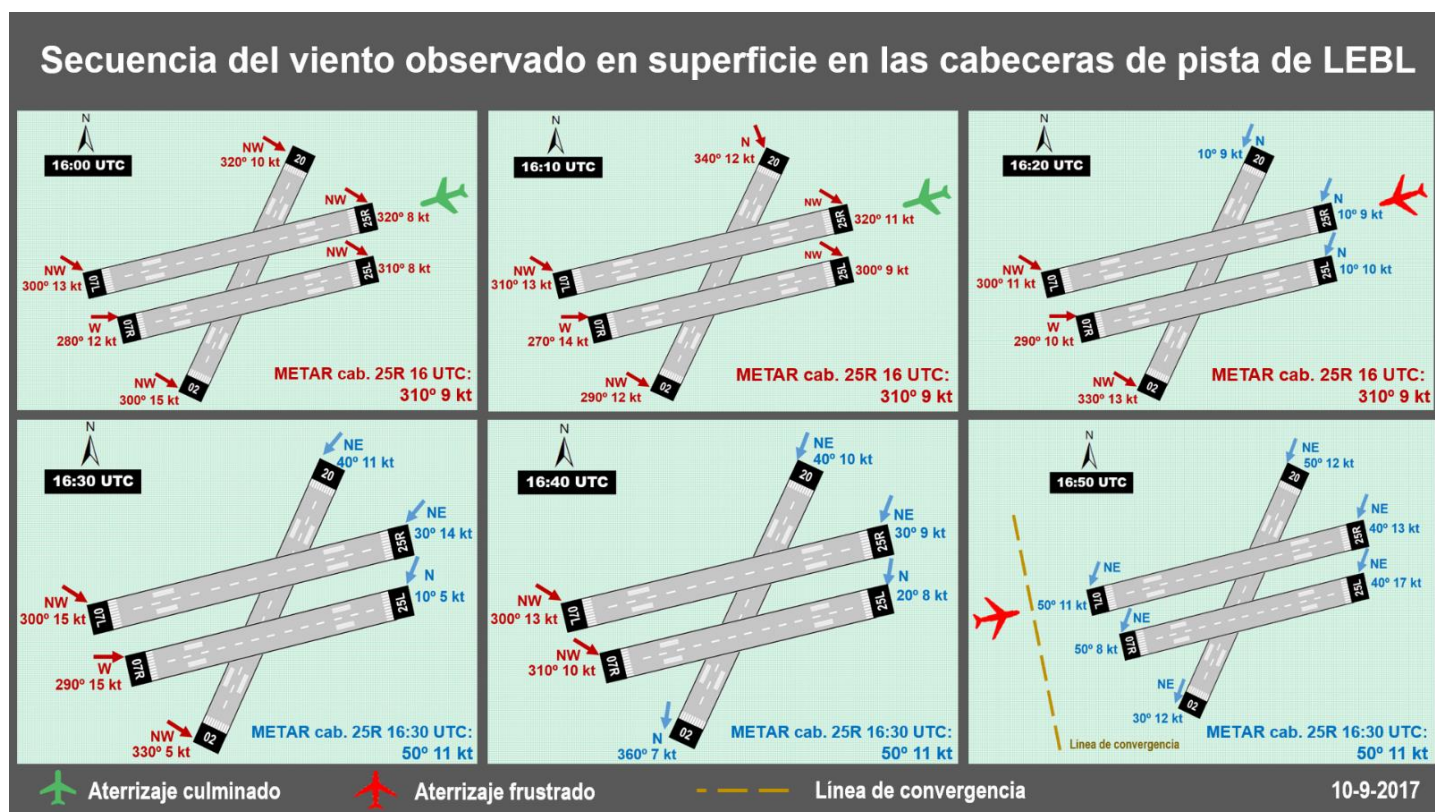 Secuencia del viento observado en superficie en las cabeceras de pista de LEBL
N
16:00 UTC
NW
320º 10 kt
20
NW
320º 8 kt
25R
NW
310º 8 kt
25L
NW
300º 13 kt
07L
W
280º 12 kt
07R
NW
300º 15 kt
02
METAR cab. 25R 16 UTC:
310º 9 kt
N
16:10 UTC
N
340º 12 kt
20
NW
320º 11 kt
25R
NW
300º 9 kt
25L
NW
310º 13 kt
07L
W
270º 14 kt
07R
NW
290º 12 kt
02
METAR cab. 25R 16 UTC:
310º 9 kt
N
16:20 UTC
N
10º 9 kt
20
N
10º 9 kt
25R
N
10º 10 kt
25L
NW
300º 11 kt
07L
W
290º 10 kt
07R
NW
330º 13 kt
02
METAR cab. 25R 16 UTC:
310º 9 kt
N
16:30 UTC
NE
40º 11 kt
20
NE
30º 14 kt
25R
N
10º 5 kt
25L
NW
300º 15 kt
07L
W
290º 15 kt
07R
NW
330º 5 kt
02
METAR cab. 25R 16:30 UTC:
50º 11 kt
N
16:40 UTC
NE
40º 10 kt
20
NE
30º 9 kt
25R
N
20º 8 kt
25L
NW
300º 13 kt
07L
NW
310º 10 kt
07R
N
360º 7 kt
02
METAR cab. 25R 16:30 UTC:
50º 11 kt
N
16:50 UTC
NE
50º 12 kt
20
NE
40º 13 kt
25R
NE
40º 17 kt
25L
NE
50º 11 kt
07L
NE
50º 8 kt
07R
NE
30º 12 kt
02
Linea de convergencia
METAR cab. 25R 16:30 UTC:
50º 11 kt
Aterrizaje culminado
Aterrizaje frustrado
Línea de convergencia
10-9-2017